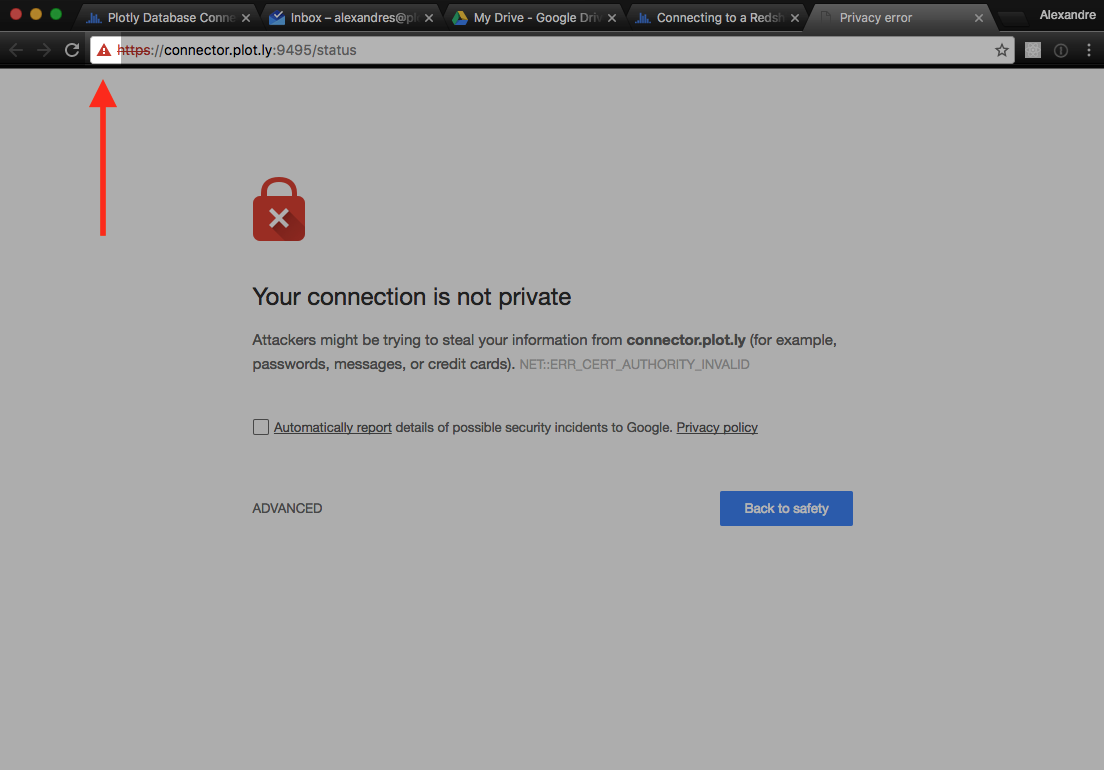 Plotly Database Conne
Inbox – alexandres@pl
My Drive - Google Driv
Connecting to a Redsh
Privacy error
Alexandre
https://connector.plot.ly:9495/status
Your connection is not private
Attackers might be trying to steal your information from connector.plot.ly (for example,
passwords, messages, or credit cards). NET::ERR_CERT_AUTHORITY_INVALID
Automatically report details of possible security incidents to Google. Privacy policy
ADVANCED
Back to safety